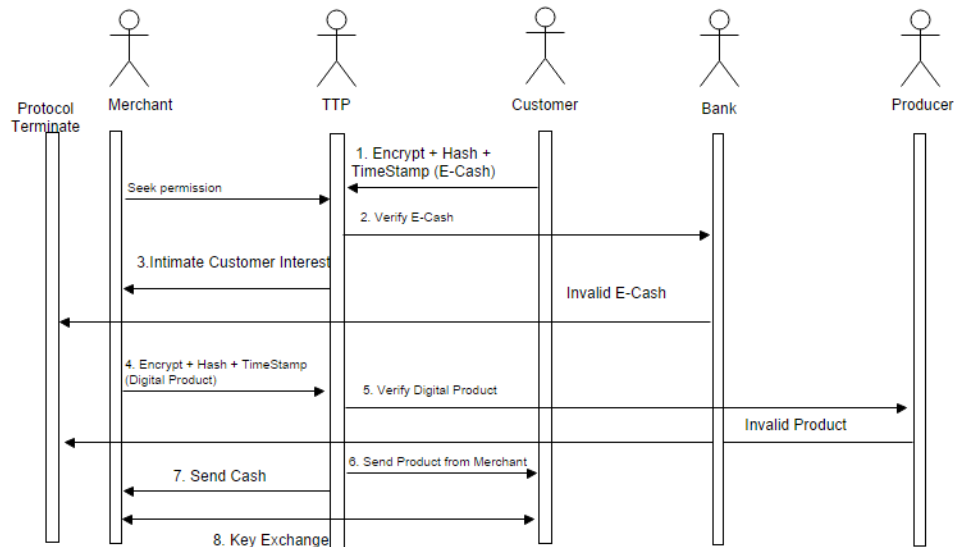 Merchant
TTP
Customer
Bank
Producer
Protocol
Terminate
1. Encrypt + Hash +
TimeStamp (E-Cash)
Seek permission
2. Verify E-Cash
3.Intimate Customer Interest
Invalid E-Cash
4. Encrypt + Hash + TimeStamp
(Digital Product)
5. Verify Digital Product
Invalid Product
6. Send Product from Merchant
7. Send Cash
8. Key Exchange